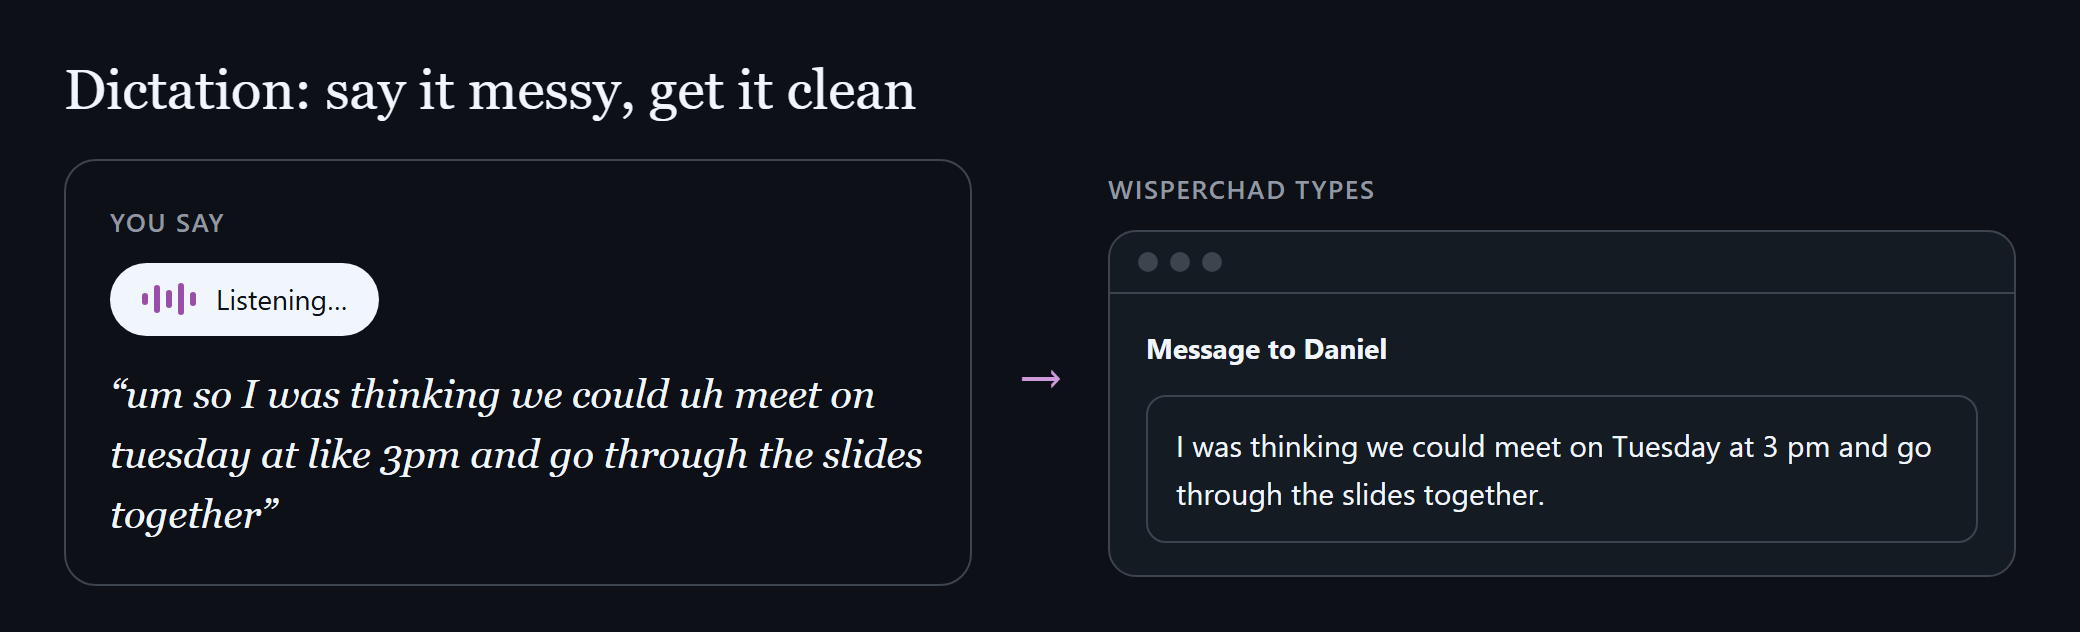 Dictation: say it messy, get it clean
YOU SAY
Listening...
“um so I was thinking we could uh meet on
tuesday at like 3pm and go through the slides
together”
→
WISPERCHAD TYPES
Message to Daniel
I was thinking we could meet on Tuesday at 3 pm and go
through the slides together.